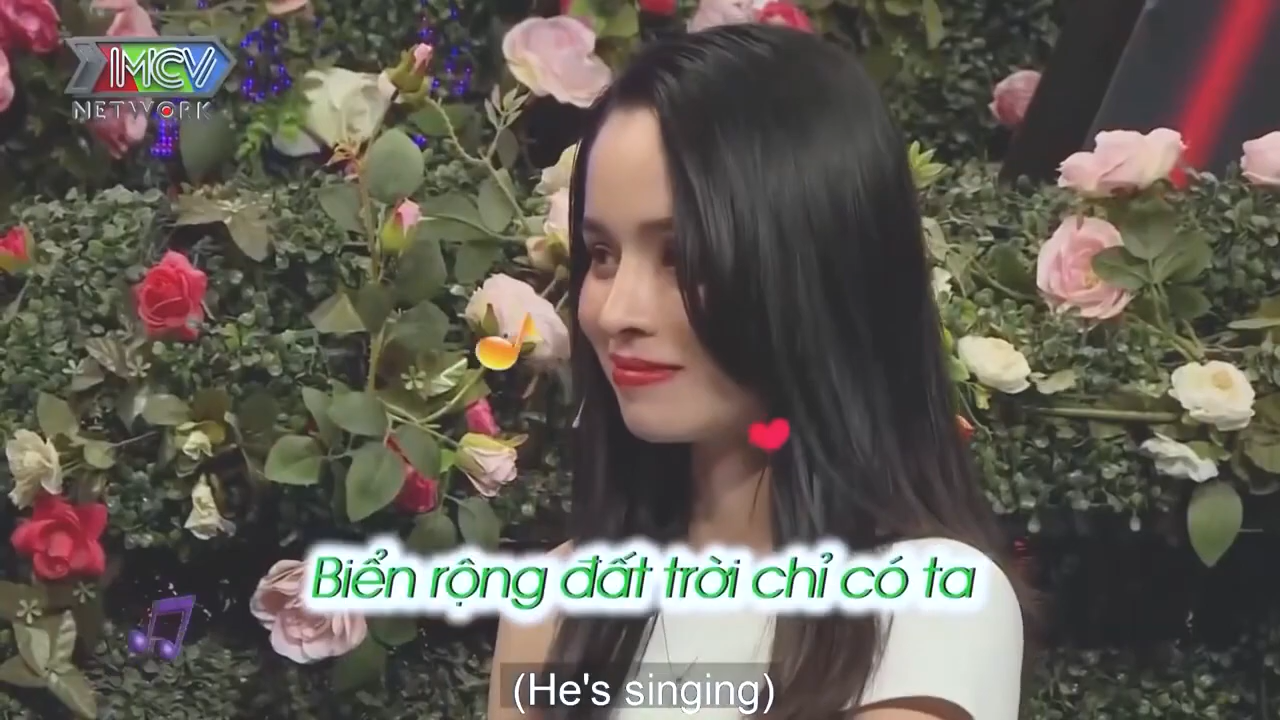 MCV
NETWORK
Biển rộng đất trời chỉ có ta
(He's singing)